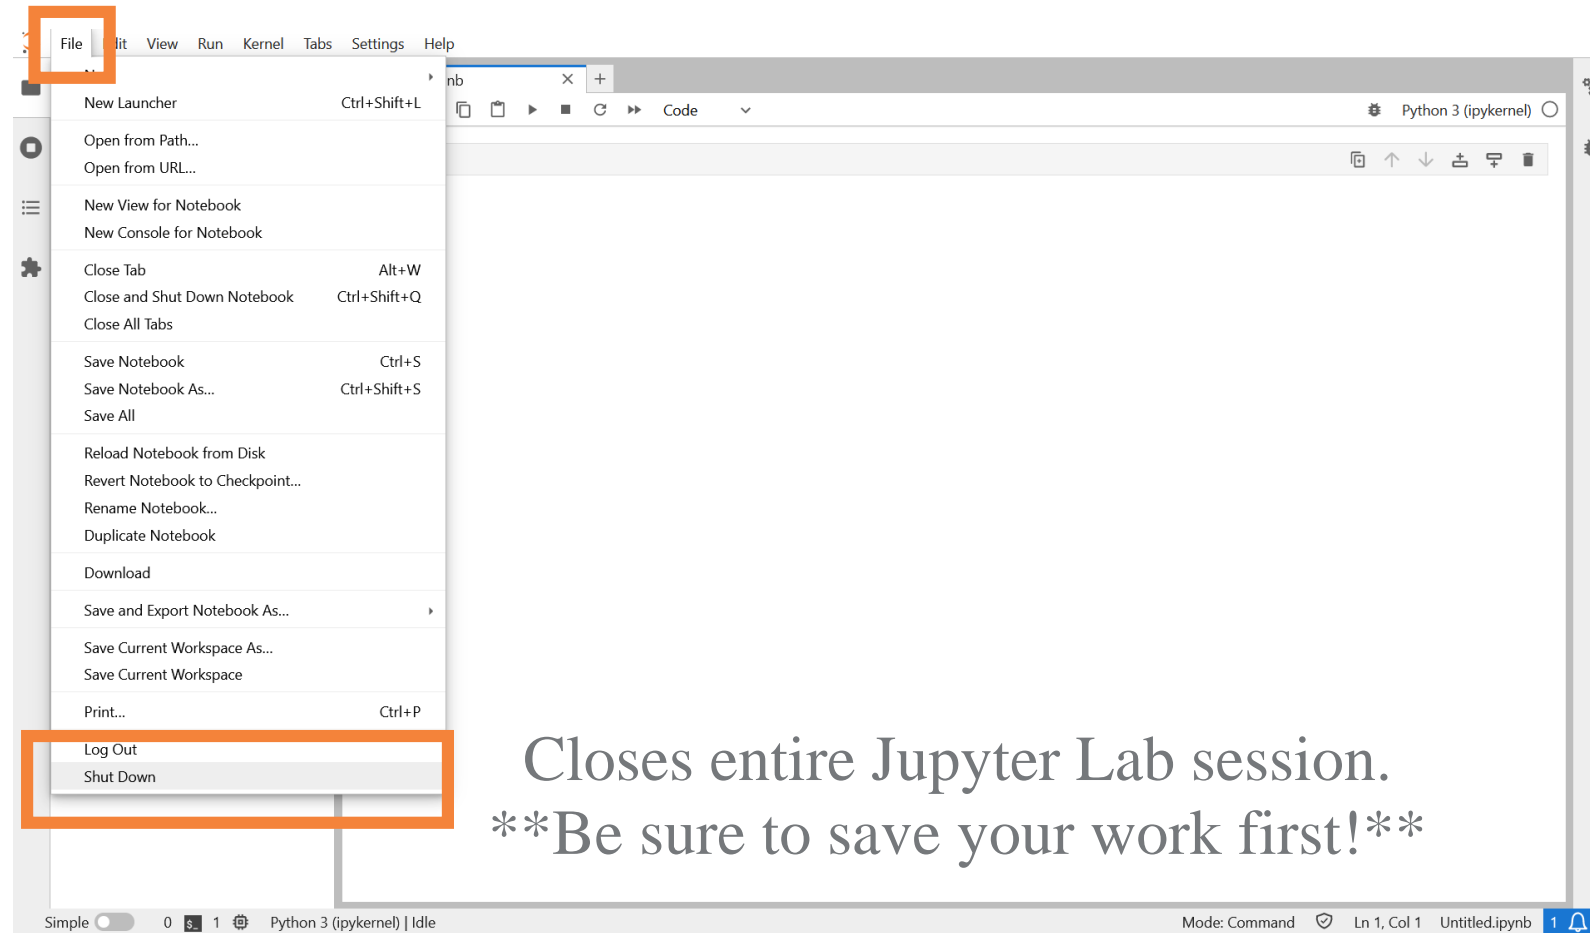 File Edit View Run Kernel Tabs Settings Help
nb
New Launcher Ctrl+Shift+L
Code
Python 3 (ipykernel)
Open from Path...
Open from URL...
New View for Notebook
New Console for Notebook
Close Tab Alt+W
Close and Shut Down Notebook Ctrl+Shift+Q
Close All Tabs
Save Notebook Ctrl+S
Save Notebook As... Ctrl+Shift+S
Save All
Reload Notebook from Disk
Revert Notebook to Checkpoint...
Rename Notebook...
Duplicate Notebook
Download
Save and Export Notebook As...
Save Current Workspace As...
Save Current Workspace
Print... Ctrl+P
Log Out
Shut Down
Closes entire Jupyter Lab session.
**Be sure to save your work first!**
Simple 0 $_ 1 Python 3 (ipykernel) | Idle Mode: Command Ln 1, Col 1 Untitled.ipynb 1